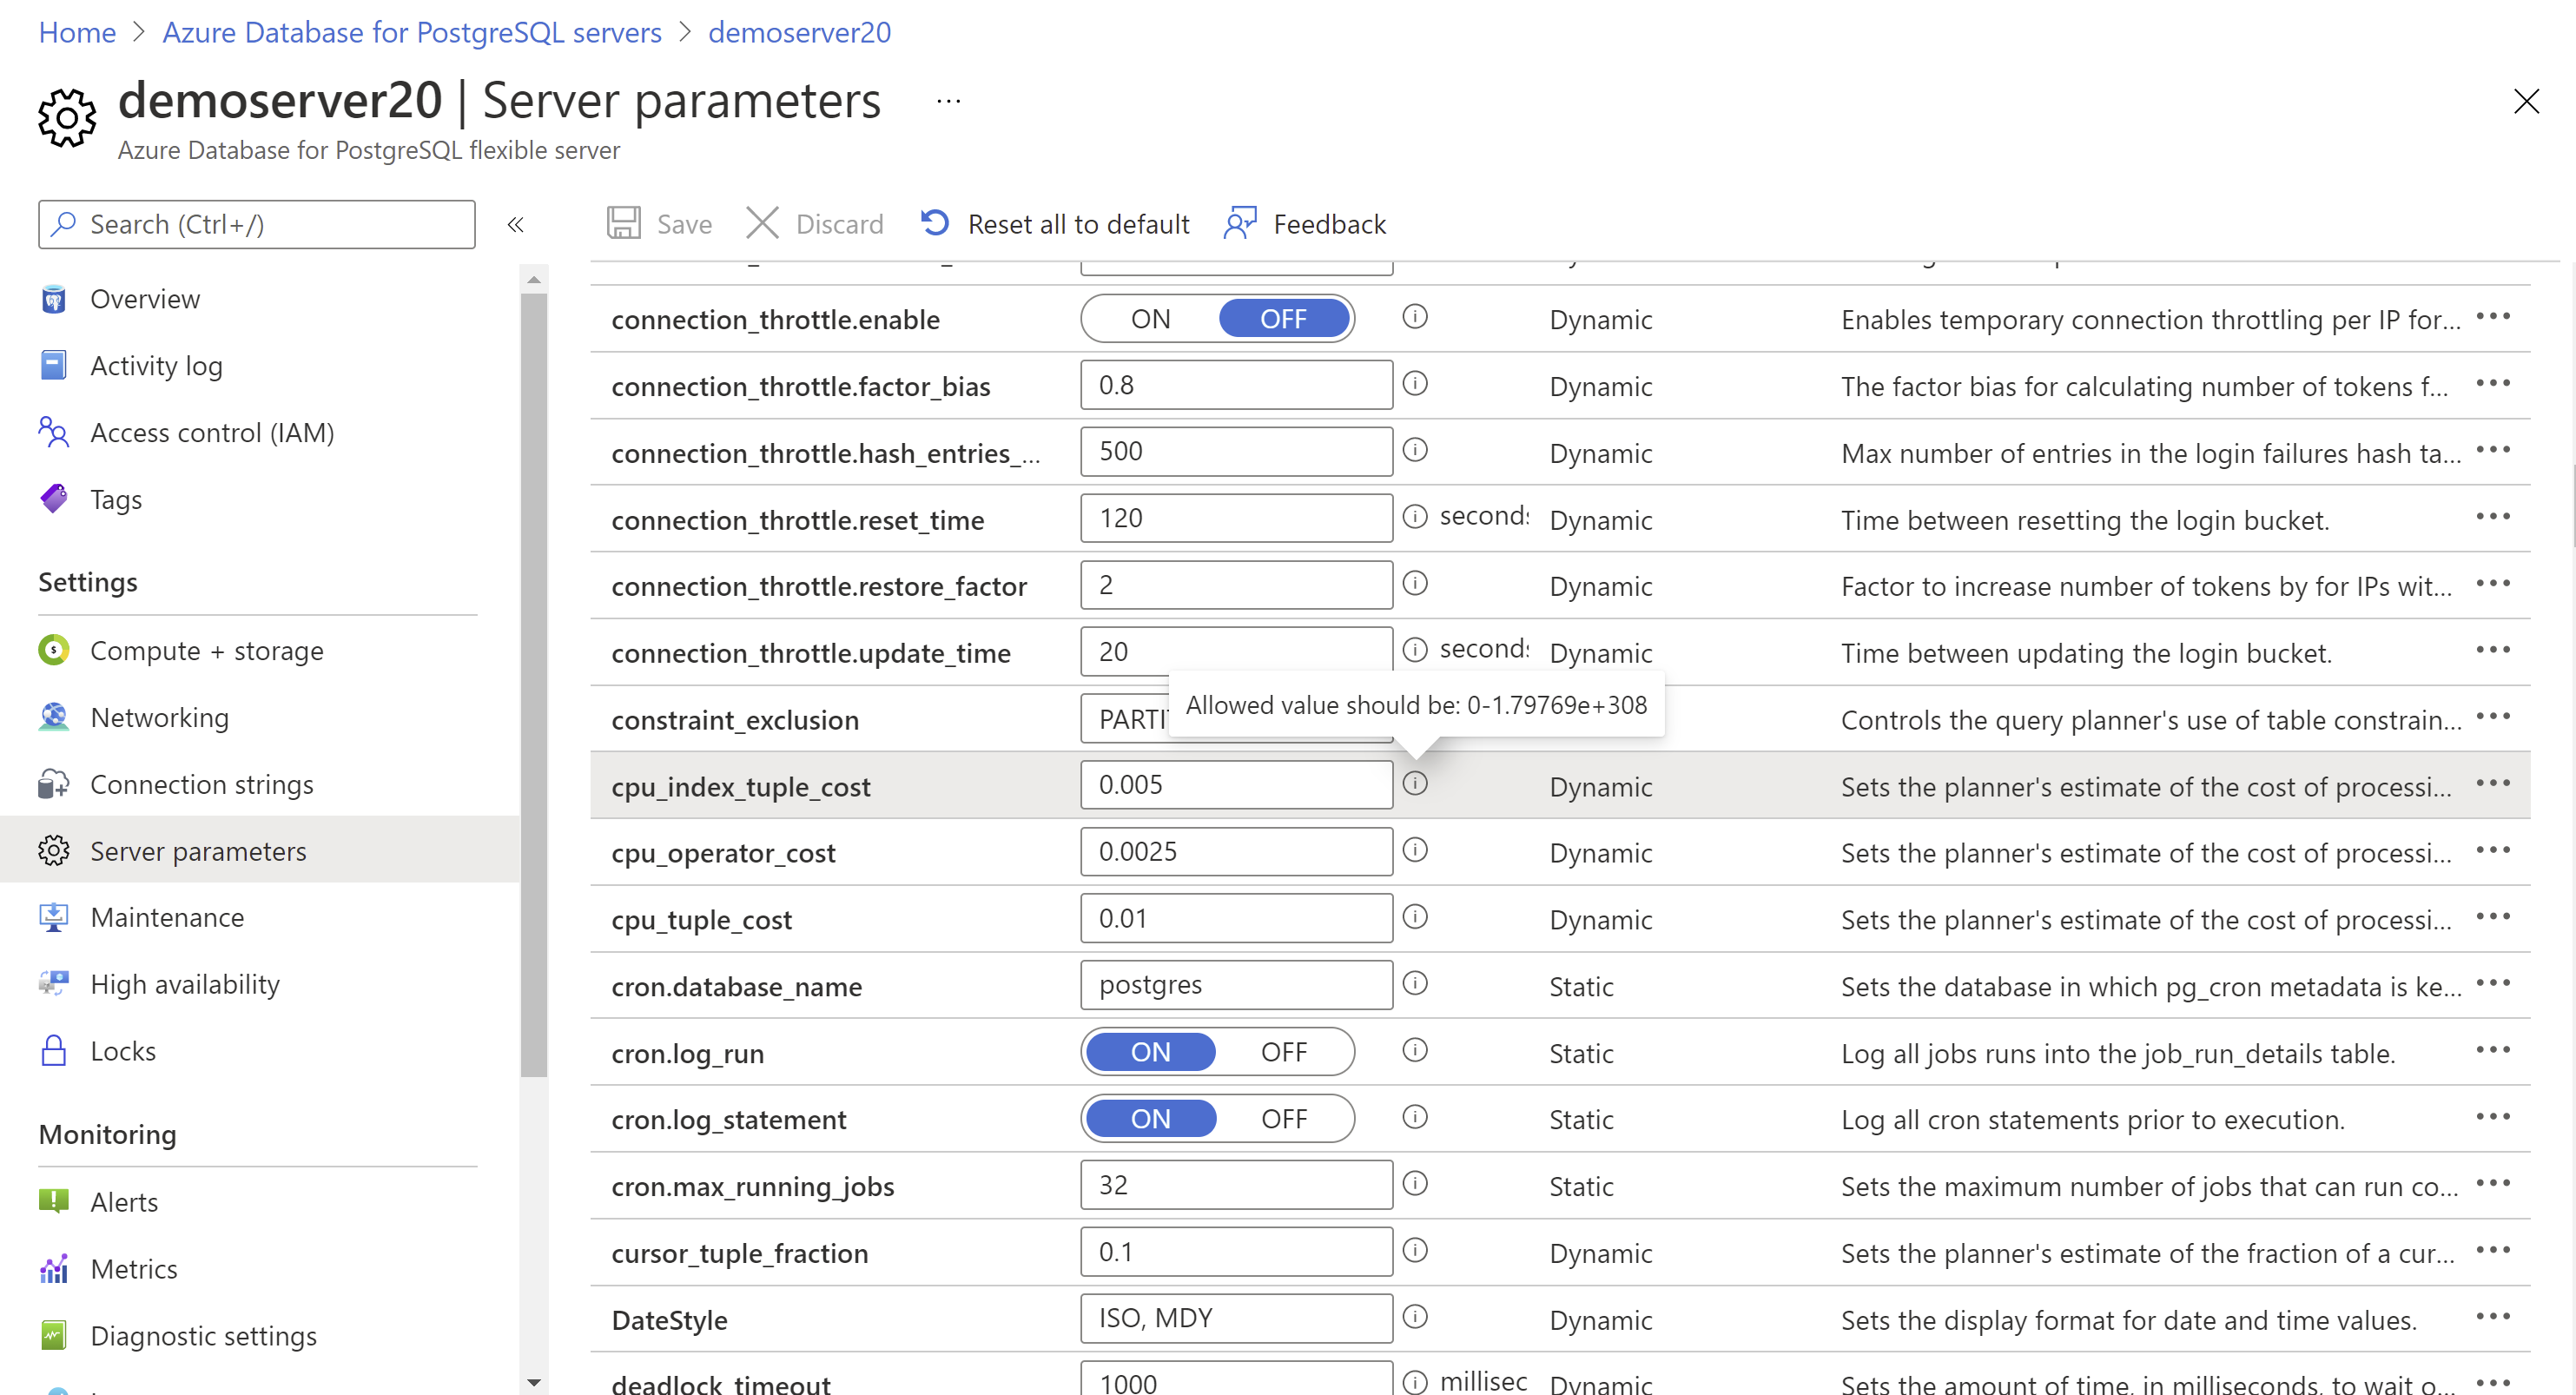 Home > Azure Database for PostgreSQL servers > demoserver20
demoserver20 | Server parameters ...
Azure Database for PostgreSQL flexible server
Search (Ctrl+/)
«
Overview
Activity log
Access control (IAM)
Tags
Settings
Compute + storage
Networking
Connection strings
Server parameters
Maintenance
High availability
Locks
Monitoring
Alerts
Metrics
Diagnostic settings
Save Discard Reset all to default Feedback
connection_throttle.enable ON OFF Dynamic Enables temporary connection throttling per IP for... ...
connection_throttle.factor_bias 0.8 Dynamic The factor bias for calculating number of tokens f... ...
connection_throttle.hash_entries_... 500 Dynamic Max number of entries in the login failures hash ta... ...
connection_throttle.reset_time 120 seconds Dynamic Time between resetting the login bucket. ...
connection_throttle.restore_factor 2 Dynamic Factor to increase number of tokens by for IPs wit... ...
connection_throttle.update_time 20 seconds Dynamic Time between updating the login bucket. ...
Allowed value should be: 0-1.79769e+308
constraint_exclusion PARTI Controls the query planner's use of table constrain... ...
cpu_index_tuple_cost 0.005 Dynamic Sets the planner's estimate of the cost of processi... ...
cpu_operator_cost 0.0025 Dynamic Sets the planner's estimate of the cost of processi... ...
cpu_tuple_cost 0.01 Dynamic Sets the planner's estimate of the cost of processi... ...
cron.database_name postgres Static Sets the database in which pg_cron metadata is ke... ...
cron.log_run ON OFF Static Log all jobs runs into the job_run_details table. ...
cron.log_statement ON OFF Static Log all cron statements prior to execution. ...
cron.max_running_jobs 32 Static Sets the maximum number of jobs that can run co... ...
cursor_tuple_fraction 0.1 Dynamic Sets the planner's estimate of the fraction of a cur... ...
DateStyle ISO, MDY Dynamic Sets the display format for date and time values. ...
deadlock_timeout 1000 millisec Dynamic Sets the amount of time, in milliseconds, to wait o... ...